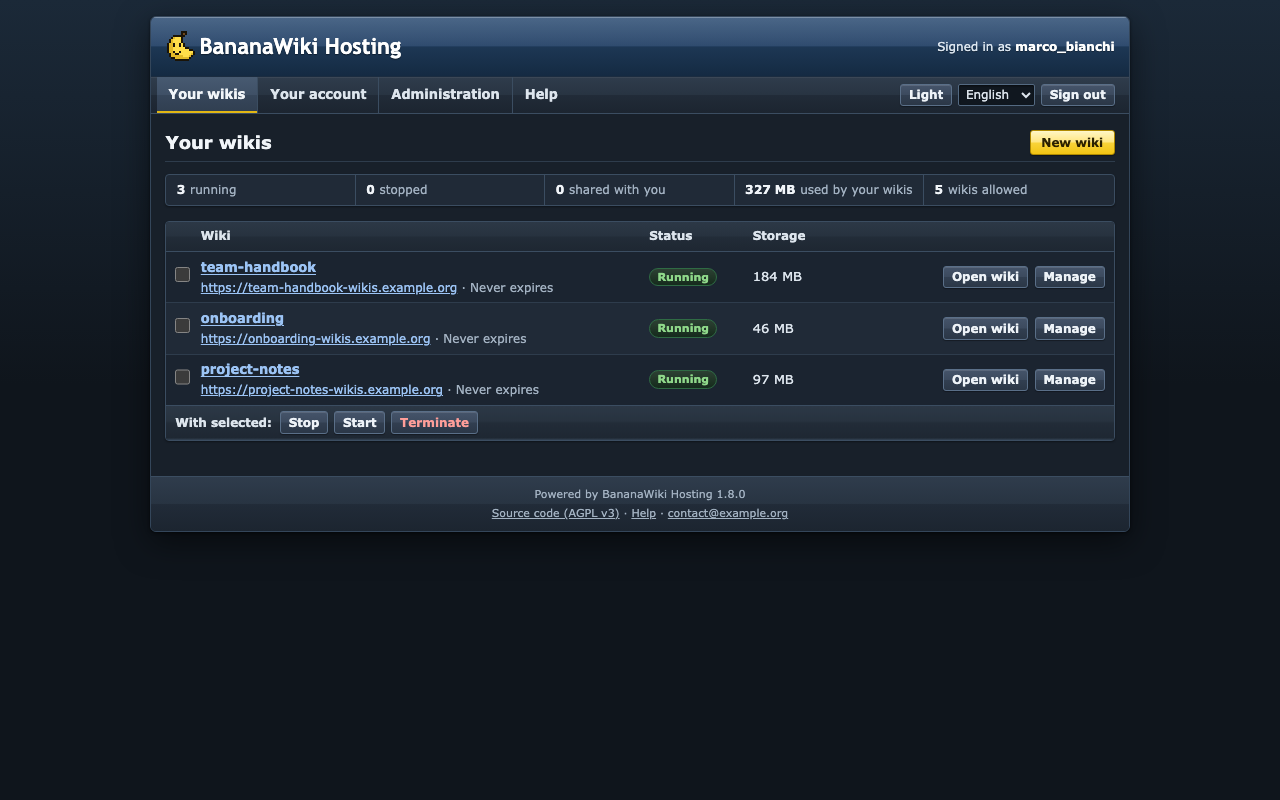 BananaWiki Hosting
Signed in as marco_bianchi
Your wikis Your account Administration Help Light English Sign out
Your wikis New wiki
3 running 0 stopped 0 shared with you 327 MB used by your wikis 5 wikis allowed
Wiki Status Storage
team-handbook
https://team-handbook-wikis.example.org · Never expires Running 184 MB Open wiki Manage
onboarding
https://onboarding-wikis.example.org · Never expires Running 46 MB Open wiki Manage
project-notes
https://project-notes-wikis.example.org · Never expires Running 97 MB Open wiki Manage
With selected: Stop Start Terminate
Powered by BananaWiki Hosting 1.8.0
Source code (AGPL v3) · Help · contact@example.org